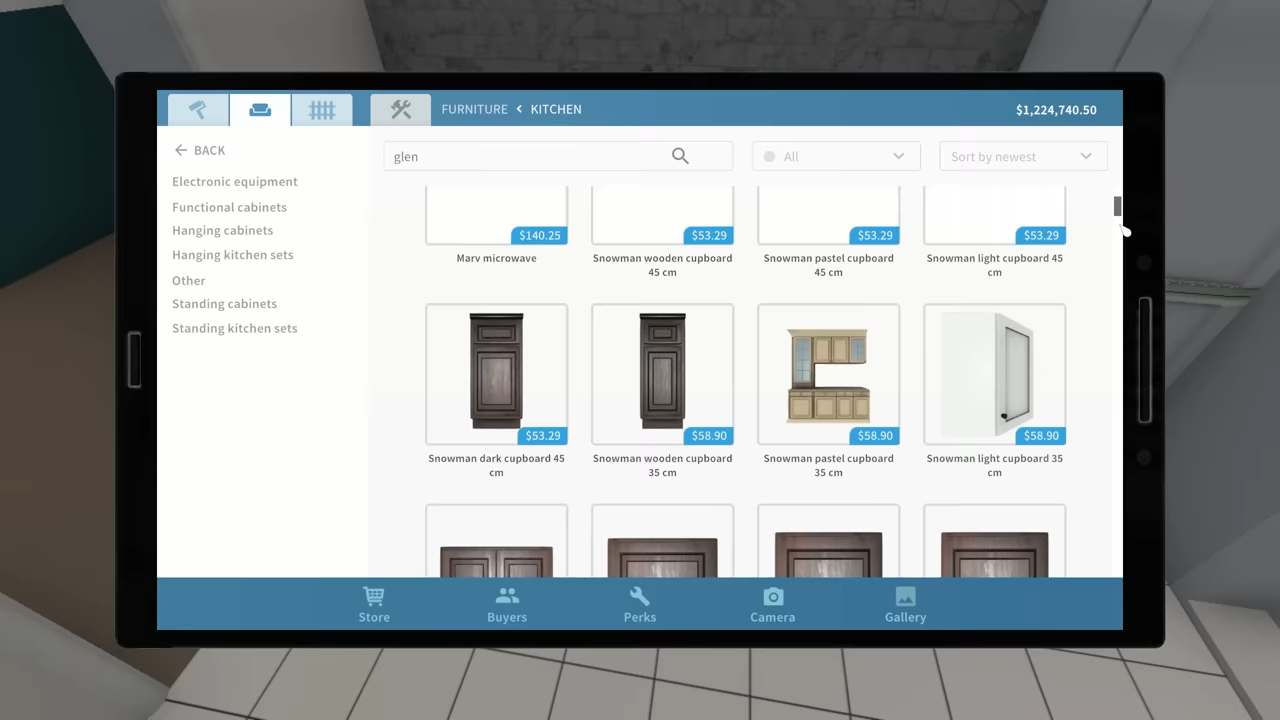 FURNITURE < KITCHEN
$1,224,740.50
BACK
glen
All
Sort by newest
Electronic equipment
Functional cabinets
Hanging cabinets
Hanging kitchen sets
Other
Standing cabinets
Standing kitchen sets
$140.25
$53.29
$53.29
$53.29
Marv microwave
Snowman wooden cupboard
45 cm
Snowman pastel cupboard
45 cm
Snowman light cupboard 45
cm
$53.29
$58.90
$58.90
$58.90
Snowman dark cupboard 45
cm
Snowman wooden cupboard
35 cm
Snowman pastel cupboard
35 cm
Snowman light cupboard 35
cm
Store
Buyers
Perks
Camera
Gallery